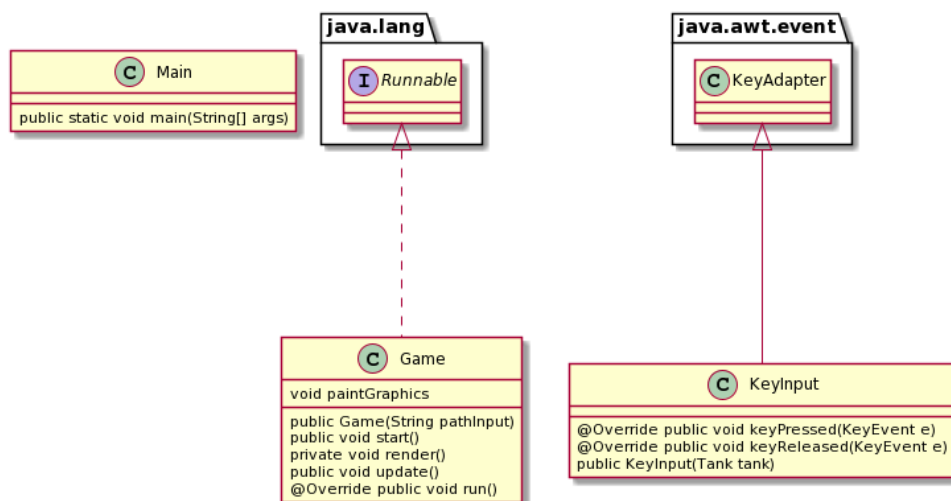 C Main
public static void main(String[] args)
java.lang
I Runnable
java.awt.event
C KeyAdapter
C Game
void paintGraphics
public Game(String pathInput)
public void start()
private void render()
public void update()
@Override public void run()
C KeyInput
@Override public void keyPressed(KeyEvent e)
@Override public void keyReleased(KeyEvent e)
public KeyInput(Tank tank)